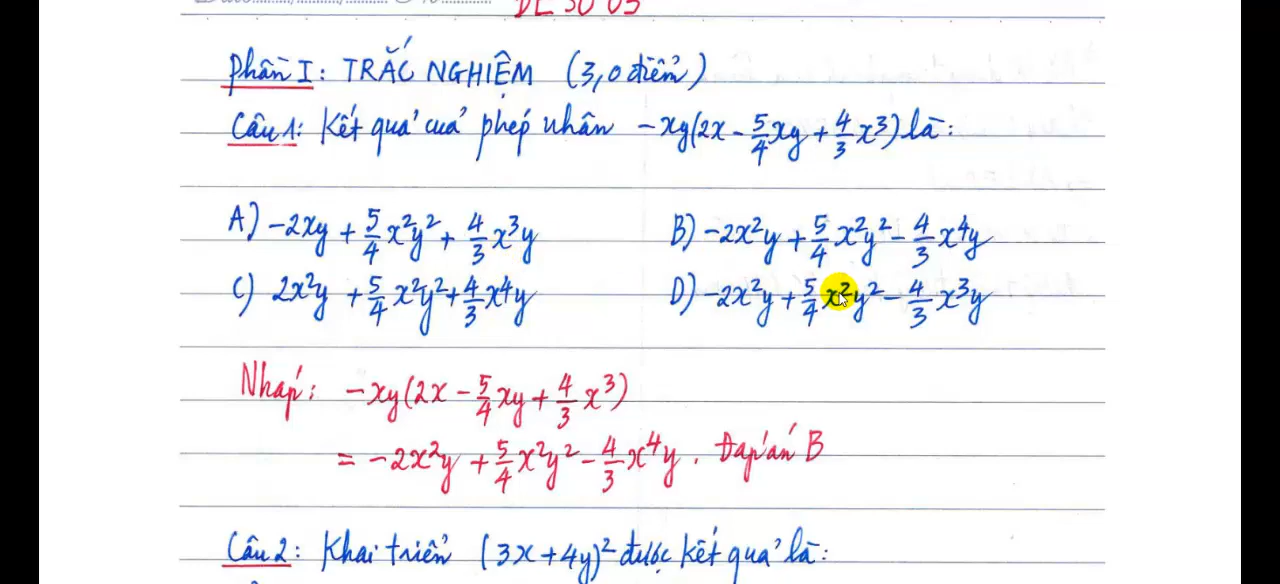 ĐỀ SỐ 03
Phần I: TRẮC NGHIỆM (3,0 điểm)
Câu 1: Kết quả của phép nhân -xy(2x - 5/4xy + 4/3x³) là:
A) -2xy + 5/4x²y² + 4/3x³y B) -2x²y + 5/4x²y² - 4/3x⁴y
C) 2x²y + 5/4x²y² + 4/3x⁴y D) -2x²y + 5/4x²y² - 4/3x³y
Nháp: -xy(2x - 5/4xy + 4/3x³)
= -2x²y + 5/4x²y² - 4/3x⁴y. Đáp án B
Câu 2: Khai triển (3x + 4y)² được kết quả là: